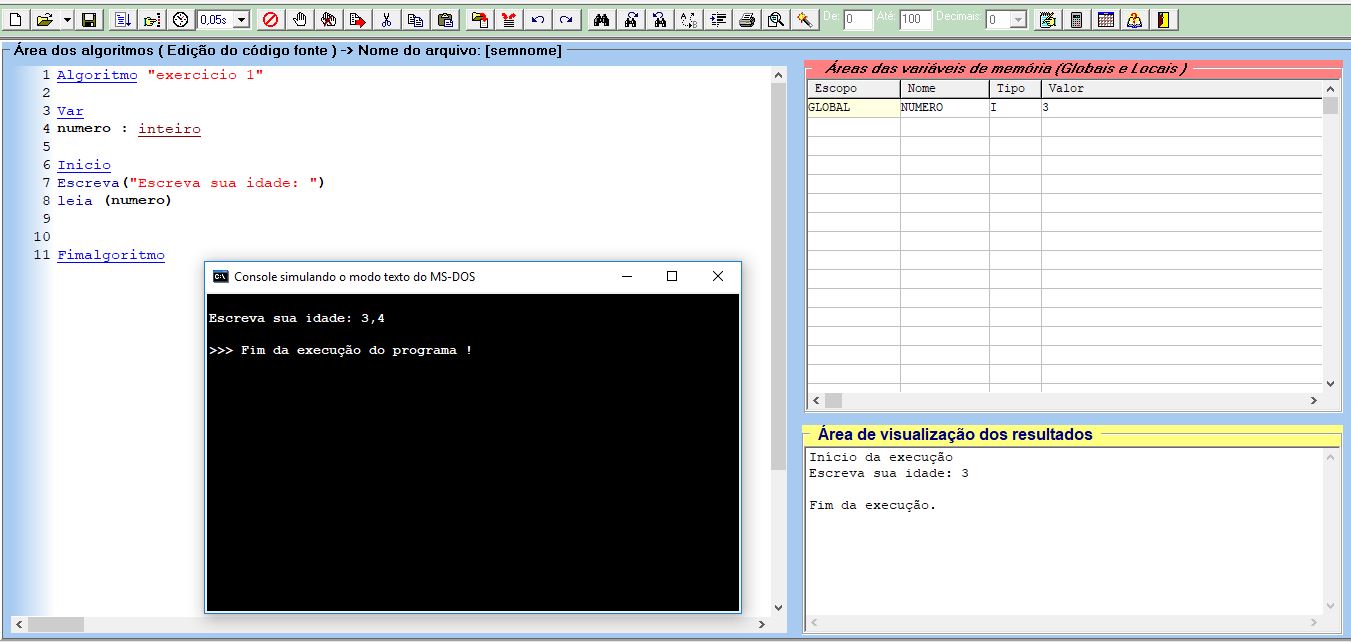 0,05s De: 0 Até: 100 Decimais: 0
Área dos algoritmos ( Edição do código fonte ) -> Nome do arquivo: [semnome]
1 Algoritmo "exercicio 1"
2
3 Var
4 numero : inteiro
5
6 Inicio
7 Escreva("Escreva sua idade: ")
8 leia (numero)
9
10
11 Fimalgoritmo
Console simulando o modo texto do MS-DOS
Escreva sua idade: 3,4
>>> Fim da execução do programa !
Áreas das variáveis de memória (Globais e Locais )
Escopo Nome Tipo Valor
GLOBAL NUMERO I 3
Área de visualização dos resultados
Início da execução
Escreva sua idade: 3
Fim da execução.